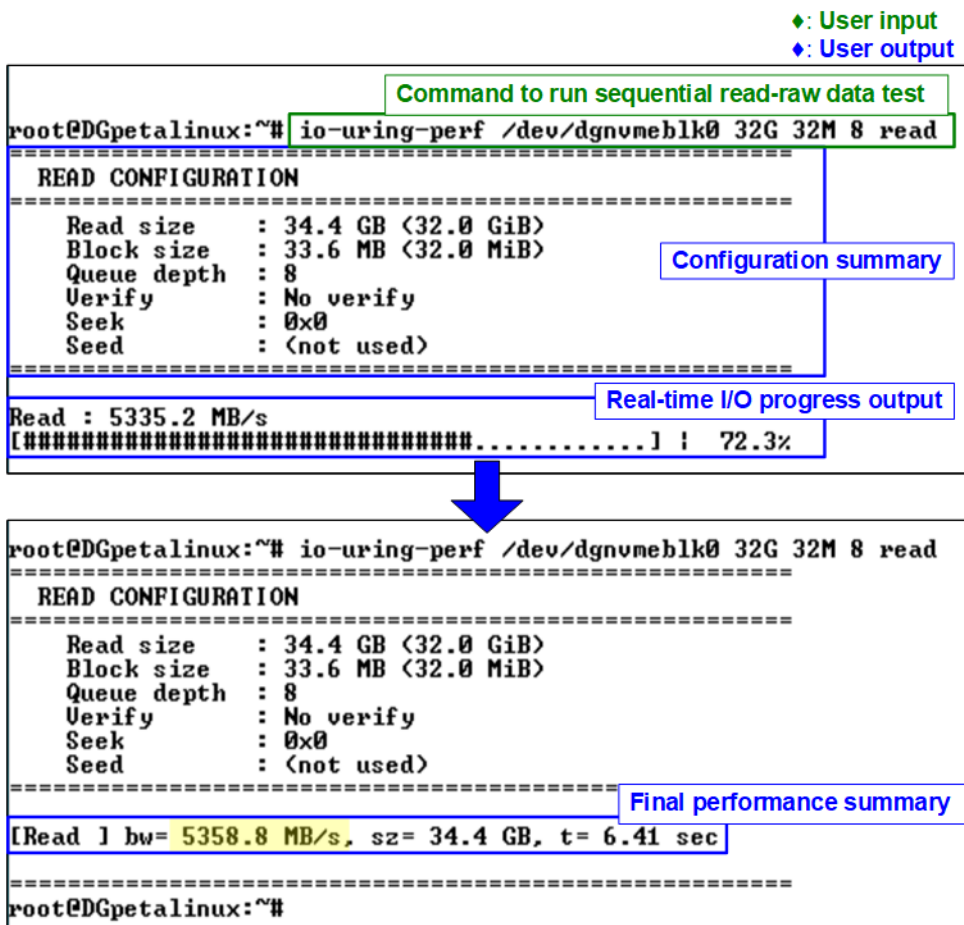 ♦: User input
♦: User output
Command to run sequential read-raw data test
root@DGpetalinux:~# io-uring-perf /dev/dgnvmeblk0 32G 32M 8 read
======================================================
READ CONFIGURATION
======================================================
Read size : 34.4 GB (32.0 GiB)
Block size : 33.6 MB (32.0 MiB)
Queue depth : 8
Verify : No verify
Seek : 0x0
Seed : (not used)
======================================================
Configuration summary
Real-time I/O progress output
Read : 5335.2 MB/s
[###############################............] | 72.3%
root@DGpetalinux:~# io-uring-perf /dev/dgnvmeblk0 32G 32M 8 read
======================================================
READ CONFIGURATION
======================================================
Read size : 34.4 GB (32.0 GiB)
Block size : 33.6 MB (32.0 MiB)
Queue depth : 8
Verify : No verify
Seek : 0x0
Seed : (not used)
======================================================
Final performance summary
[Read ] bw= 5358.8 MB/s, sz= 34.4 GB, t= 6.41 sec
======================================================
root@DGpetalinux:~#